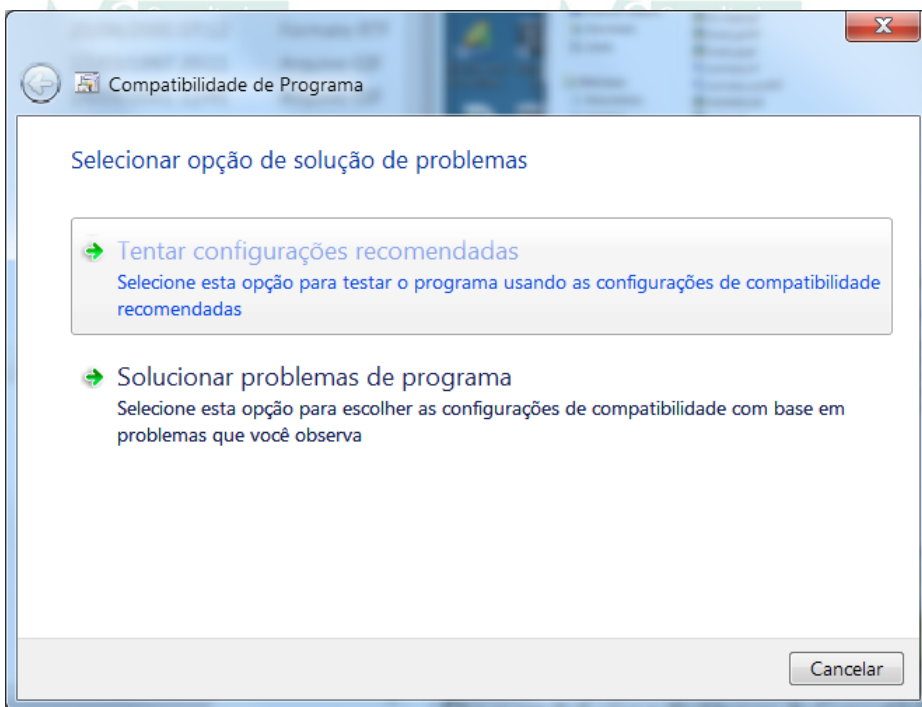 Compatibilidade de Programa
Selecionar opção de solução de problemas
Tentar configurações recomendadas
Selecione esta opção para testar o programa usando as configurações de compatibilidade
recomendadas
Solucionar problemas de programa
Selecione esta opção para escolher as configurações de compatibilidade com base em
problemas que você observa
Cancelar